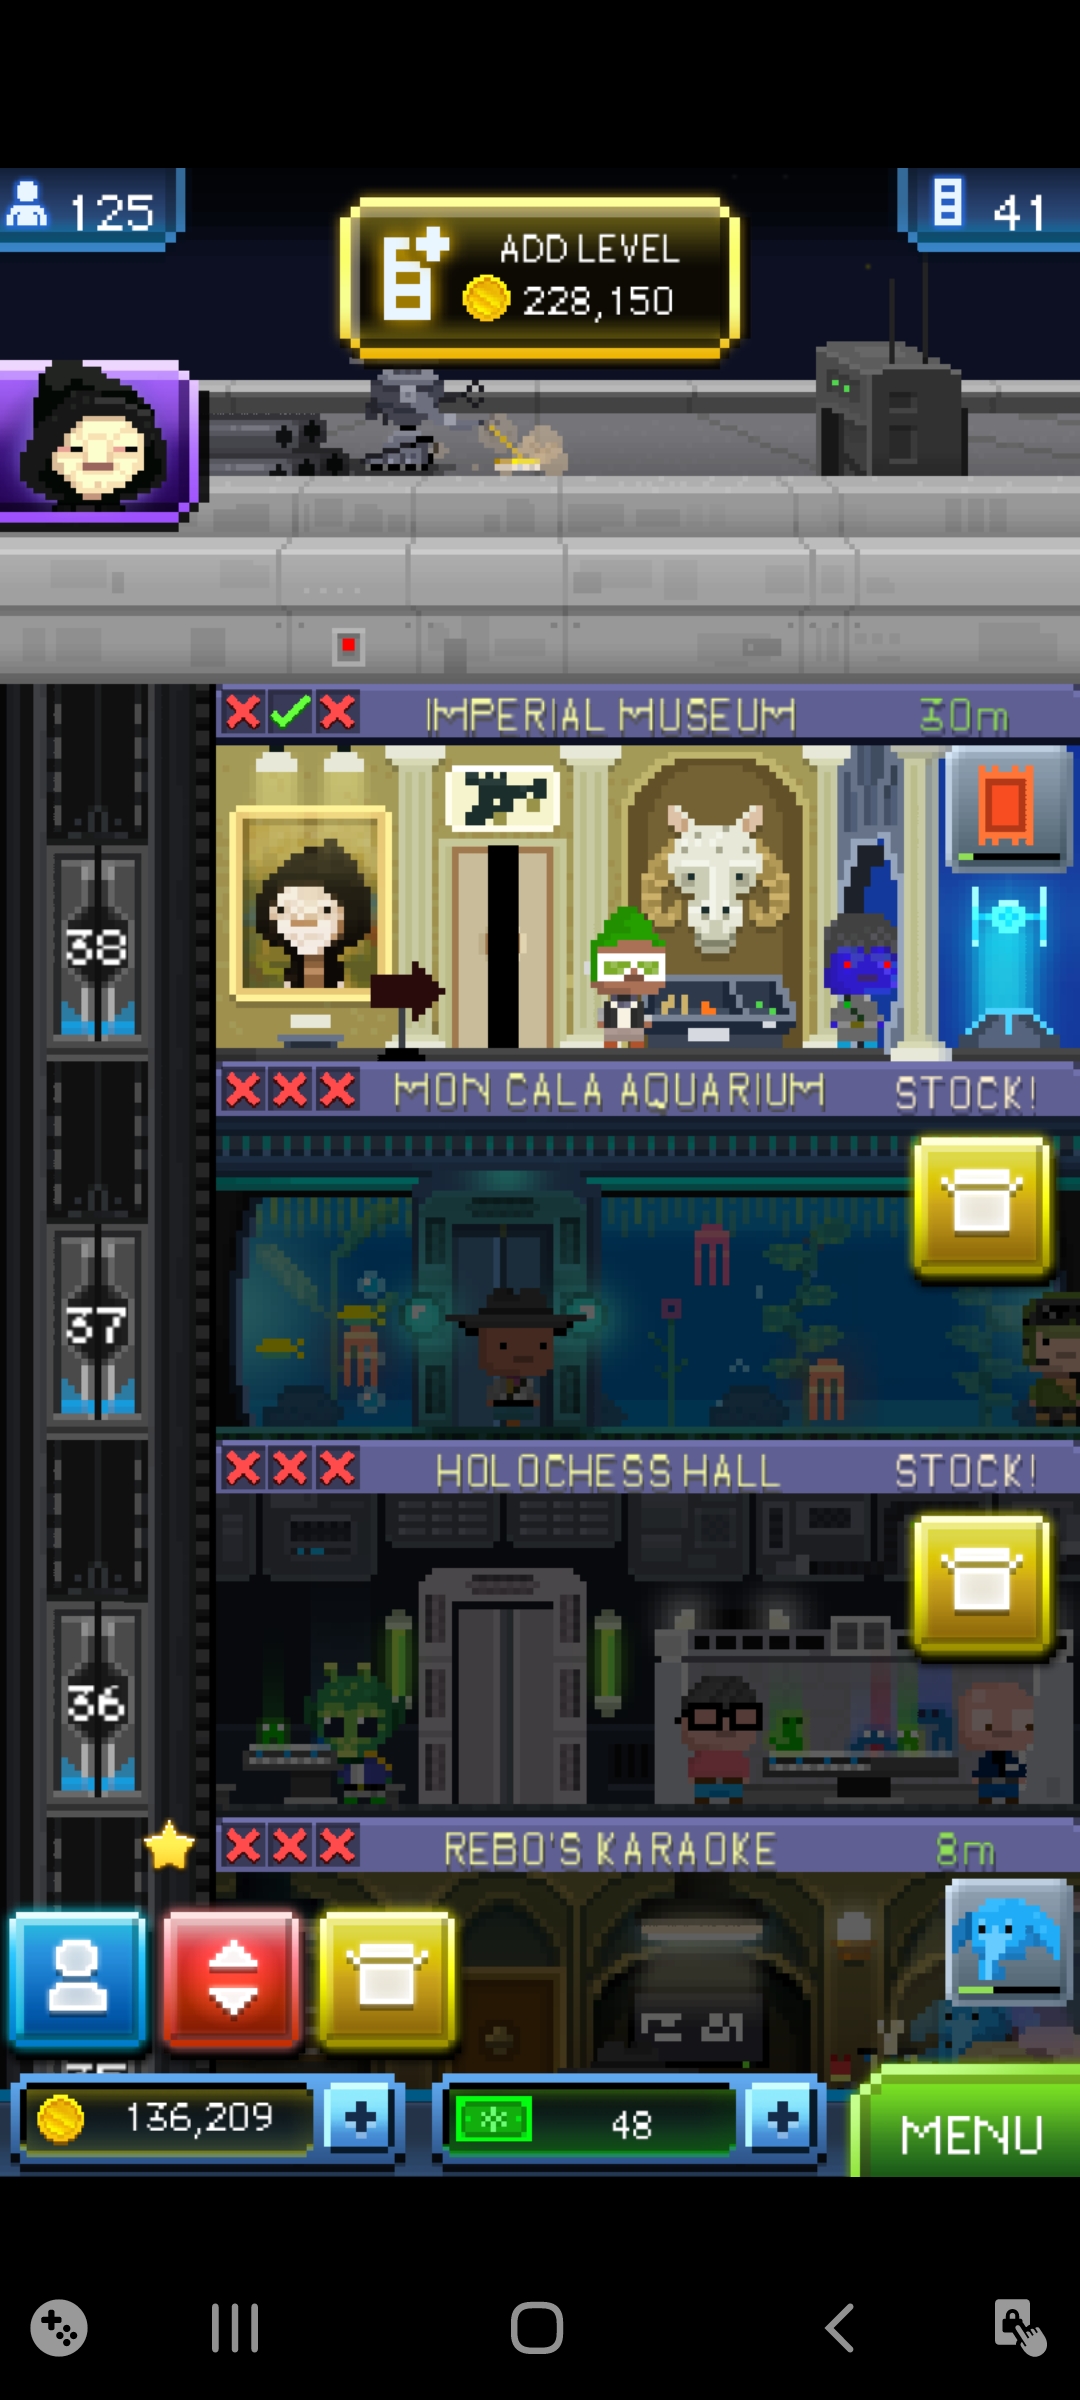 125
ADD LEVEL
228,150
41
IMPERIAL MUSEUM
30m
38
MON CALA AQUARIUM
STOCK!
37
HOLOCHESS HALL
STOCK!
36
REBO'S KARAOKE
8m
136,209
48
MENU